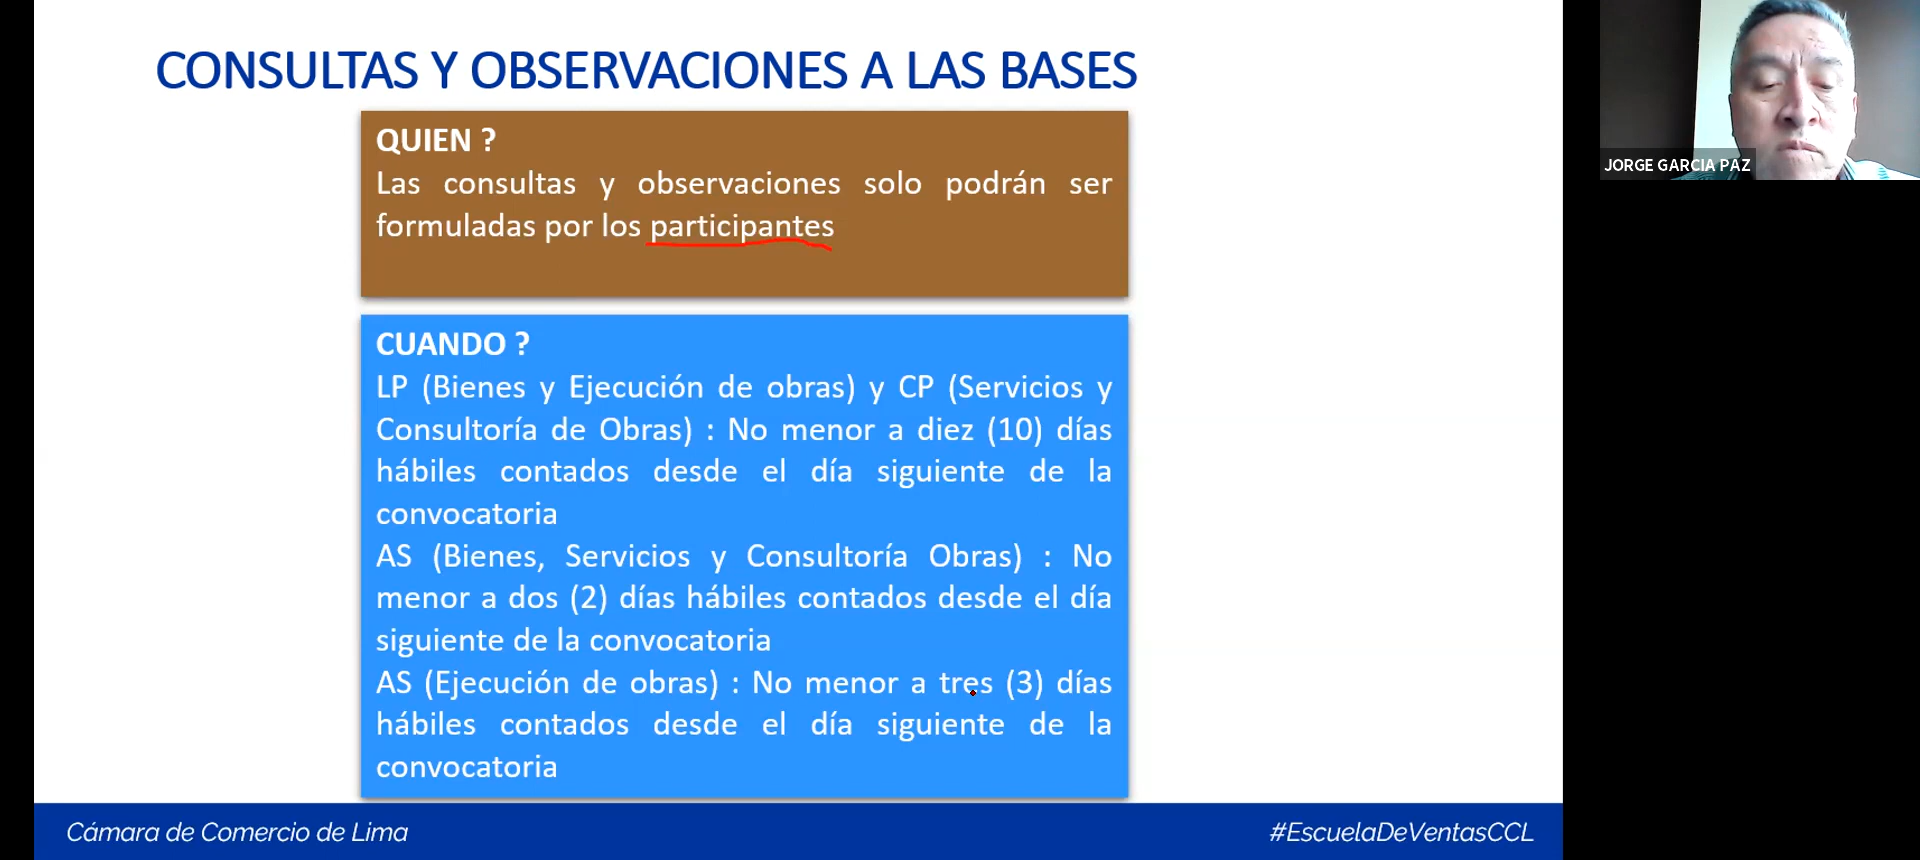 CONSULTAS Y OBSERVACIONES A LAS BASES
QUIEN ?
Las consultas y observaciones solo podrán ser
formuladas por los participantes
CUANDO ?
LP (Bienes y Ejecución de obras) y CP (Servicios y
Consultoría de Obras) : No menor a diez (10) días
hábiles contados desde el día siguiente de la
convocatoria
AS (Bienes, Servicios y Consultoría Obras) : No
menor a dos (2) días hábiles contados desde el día
siguiente de la convocatoria
AS (Ejecución de obras) : No menor a tres (3) días
hábiles contados desde el día siguiente de la
convocatoria
Cámara de Comercio de Lima
#EscuelaDeVentasCCL
JORGE GARCIA PAZ